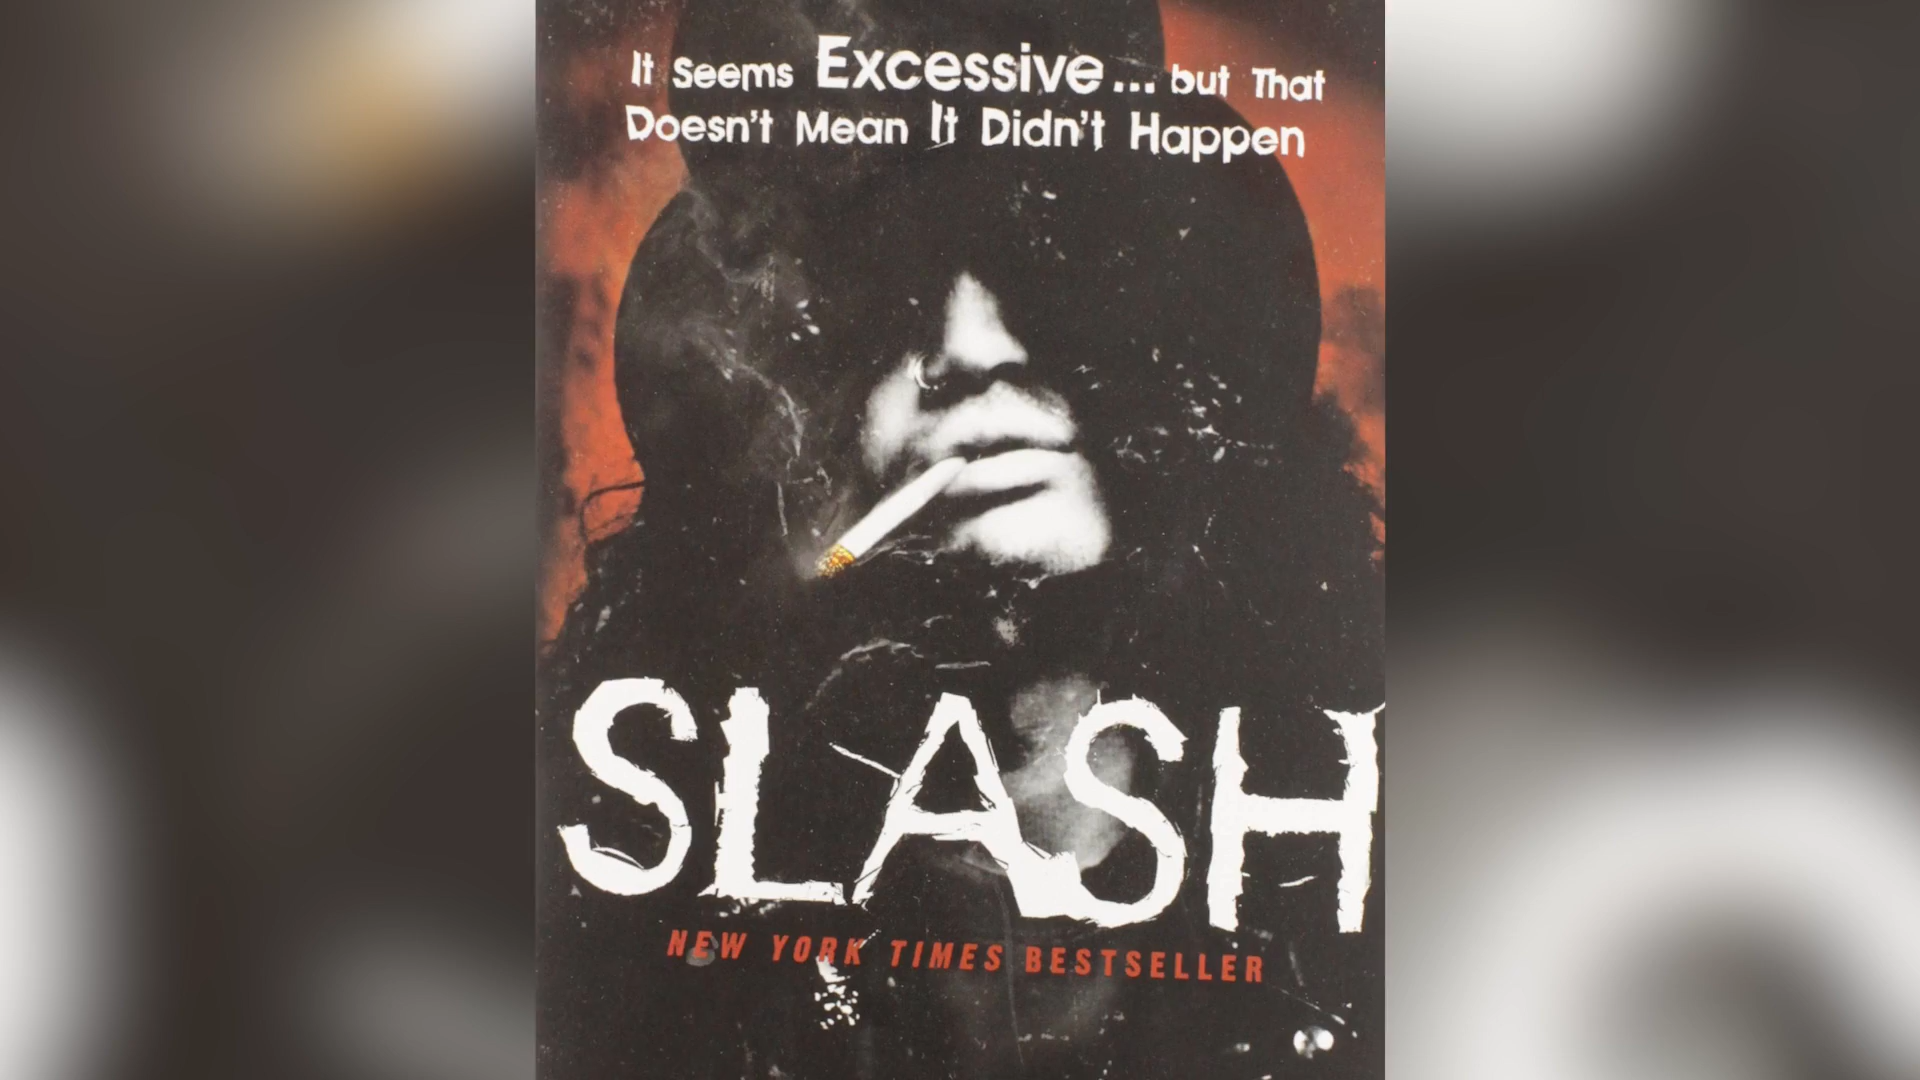 It Seems Excessive... but That
Doesn't Mean It Didn't Happen
SLASH
NEW YORK TIMES BESTSELLER